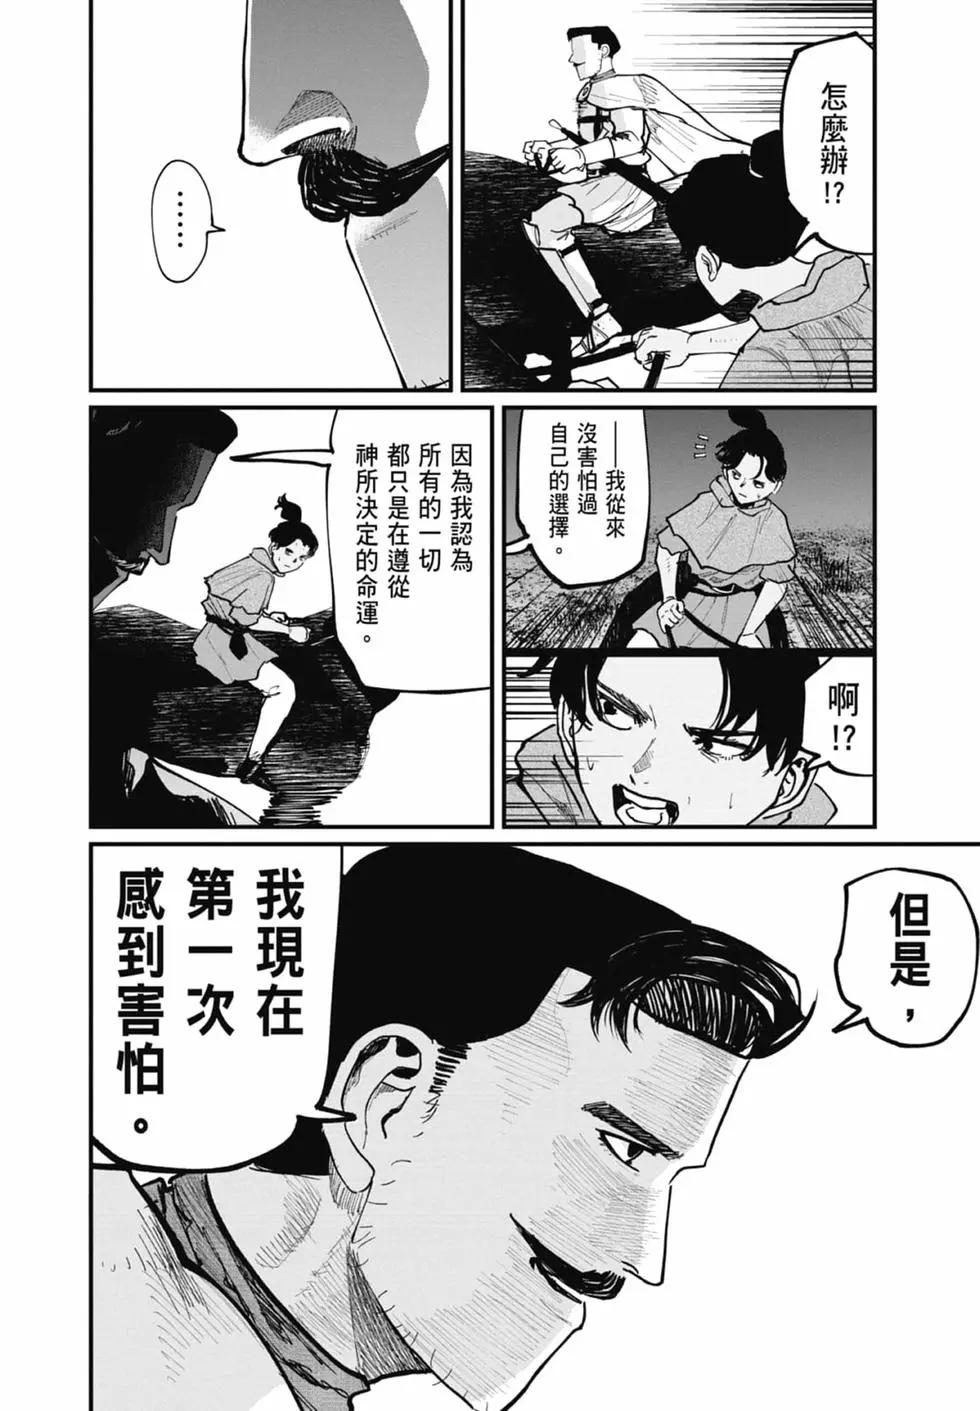 怎麼辦!?
……
──我從來
沒害怕過
自己的選擇。
啊!?
因為我認為
所有的一切
都只是在遵從
神所決定的命運。
但是，
我現在
第一次
感到害怕。